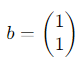 b = (1
1)